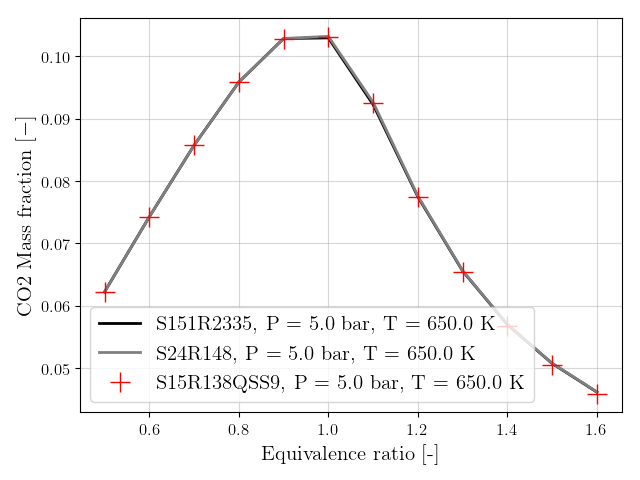 0.10
0.09
0.08
0.07
0.06
0.05
CO2 Mass fraction [−]
S151R2335, P = 5.0 bar, T = 650.0 K
S24R148, P = 5.0 bar, T = 650.0 K
S15R138QSS9, P = 5.0 bar, T = 650.0 K
0.6 0.8 1.0 1.2 1.4 1.6
Equivalence ratio [-]